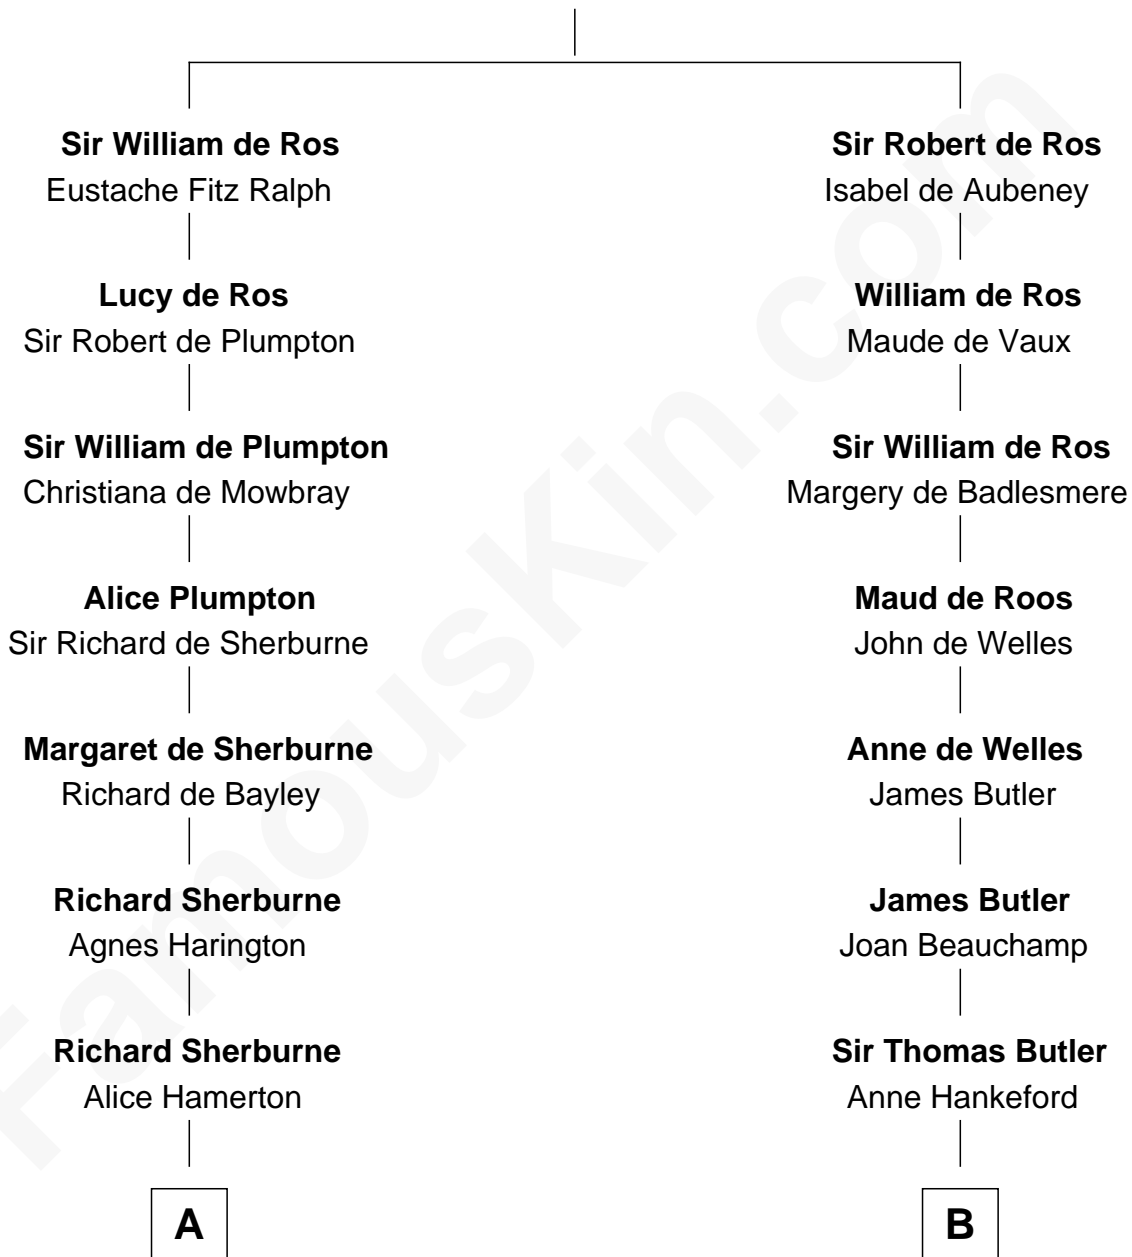 Sir William de Ros
Eustache Fitz Ralph
Lucy de Ros
Sir Robert de Plumpton
Sir William de Plumpton
Christiana de Mowbray
Alice Plumpton
Sir Richard de Sherburne
Margaret de Sherburne
Richard de Bayley
Richard Sherburne
Agnes Harington
Richard Sherburne
Alice Hamerton
A
Sir Robert de Ros
Isabel de Aubeney
William de Ros
Maude de Vaux
Sir William de Ros
Margery de Badlesmere
Maud de Roos
John de Welles
Anne de Welles
James Butler
James Butler
Joan Beauchamp
Sir Thomas Butler
Anne Hankeford
B
FamousKin.com